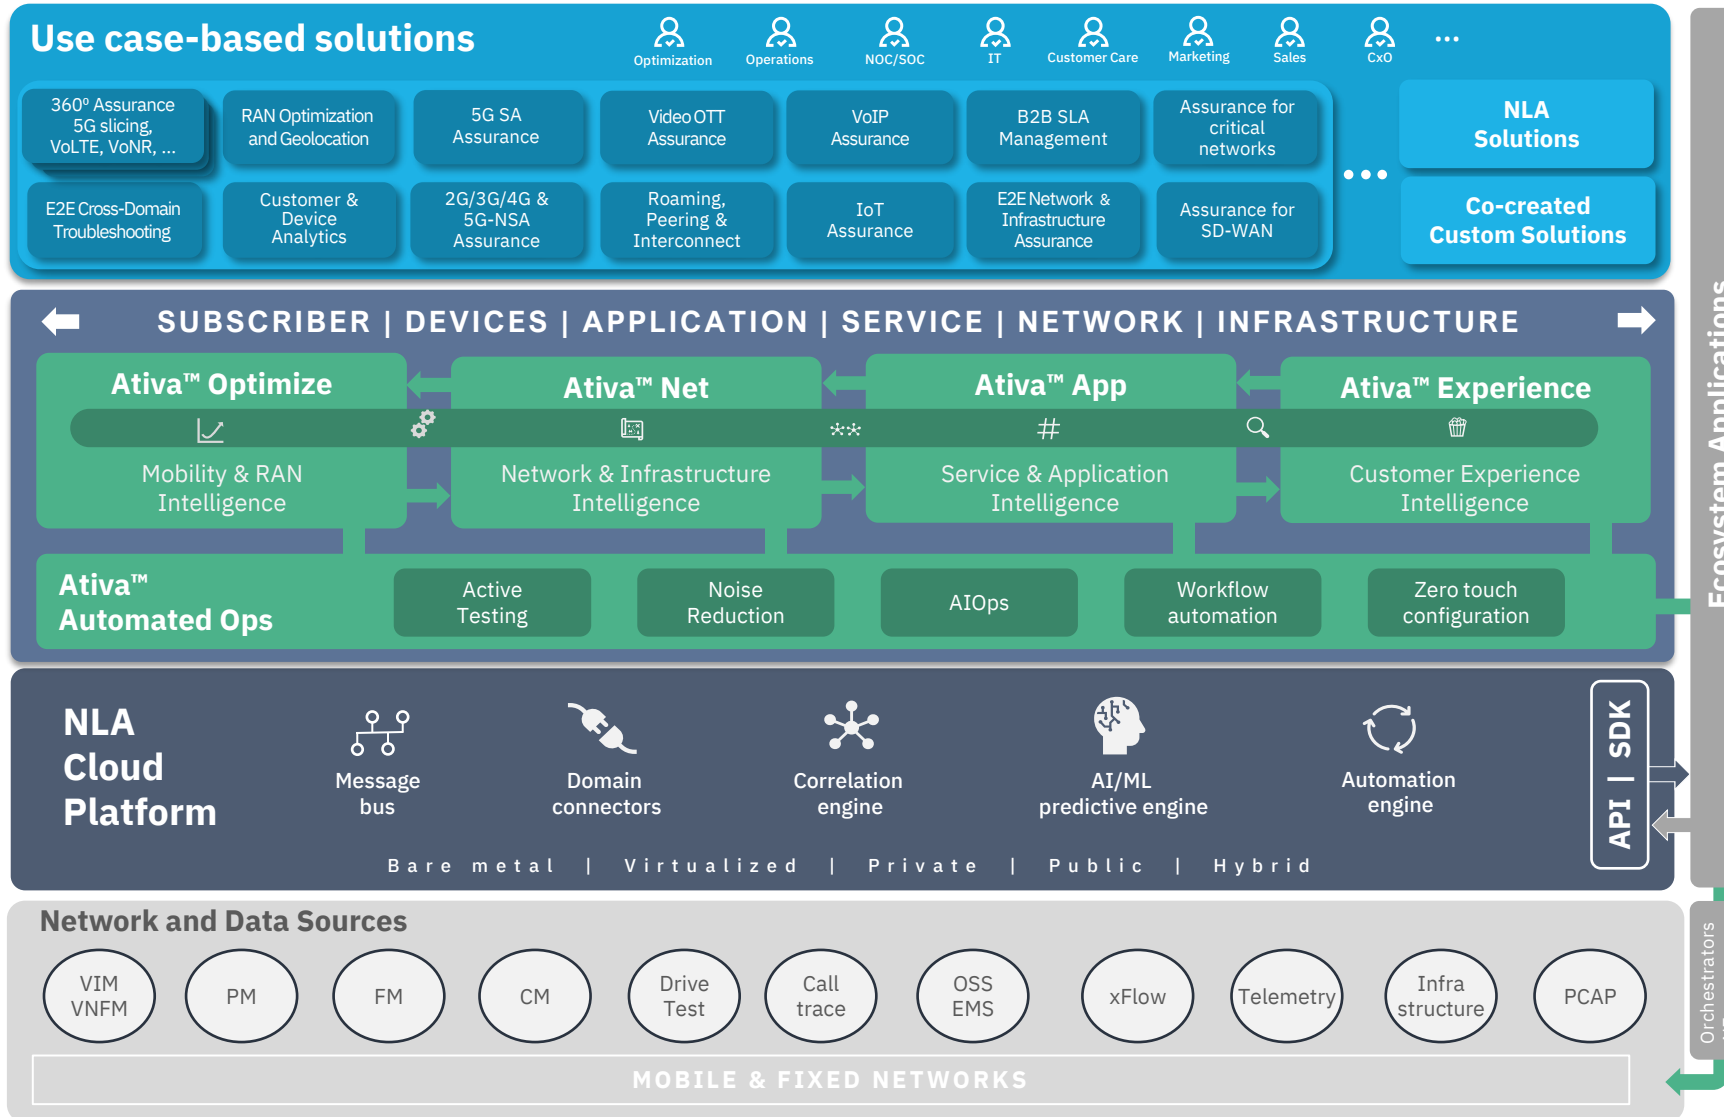 Use case-based solutions
Optimization
Operations
NOC/SOC
IT
Customer Care
Marketing
Sales
CxO
...
360º Assurance
5G slicing,
VoLTE, VoNR, ...
RAN Optimization
and Geolocation
5G SA
Assurance
Video OTT
Assurance
VoIP
Assurance
B2B SLA
Management
Assurance for
critical
networks
E2E Cross-Domain
Troubleshooting
Customer &
Device
Analytics
2G/3G/4G &
5G-NSA
Assurance
Roaming,
Peering &
Interconnect
IoT
Assurance
E2E Network &
Infrastructure
Assurance
Assurance for
SD-WAN
...
NLA
Solutions
Co-created
Custom Solutions
SUBSCRIBER | DEVICES | APPLICATION | SERVICE | NETWORK | INFRASTRUCTURE
Ativa™ Optimize
Mobility & RAN
Intelligence
Ativa™ Net
Network & Infrastructure
Intelligence
Ativa™ App
#
Service & Application
Intelligence
Ativa™ Experience
Customer Experience
Intelligence
Ativa™
Automated Ops
Active
Testing
Noise
Reduction
AIOps
Workflow
automation
Zero touch
configuration
NLA
Cloud
Platform
Message
bus
Domain
connectors
Correlation
engine
AI/ML
predictive engine
Automation
engine
Bare metal | Virtualized | Private | Public | Hybrid
API | SDK
Ecosystem Applications
Network and Data Sources
VIM
VNFM
PM
FM
CM
Drive
Test
Call
trace
OSS
EMS
xFlow
Telemetry
Infra
structure
PCAP
MOBILE & FIXED NETWORKS
Orchestrators